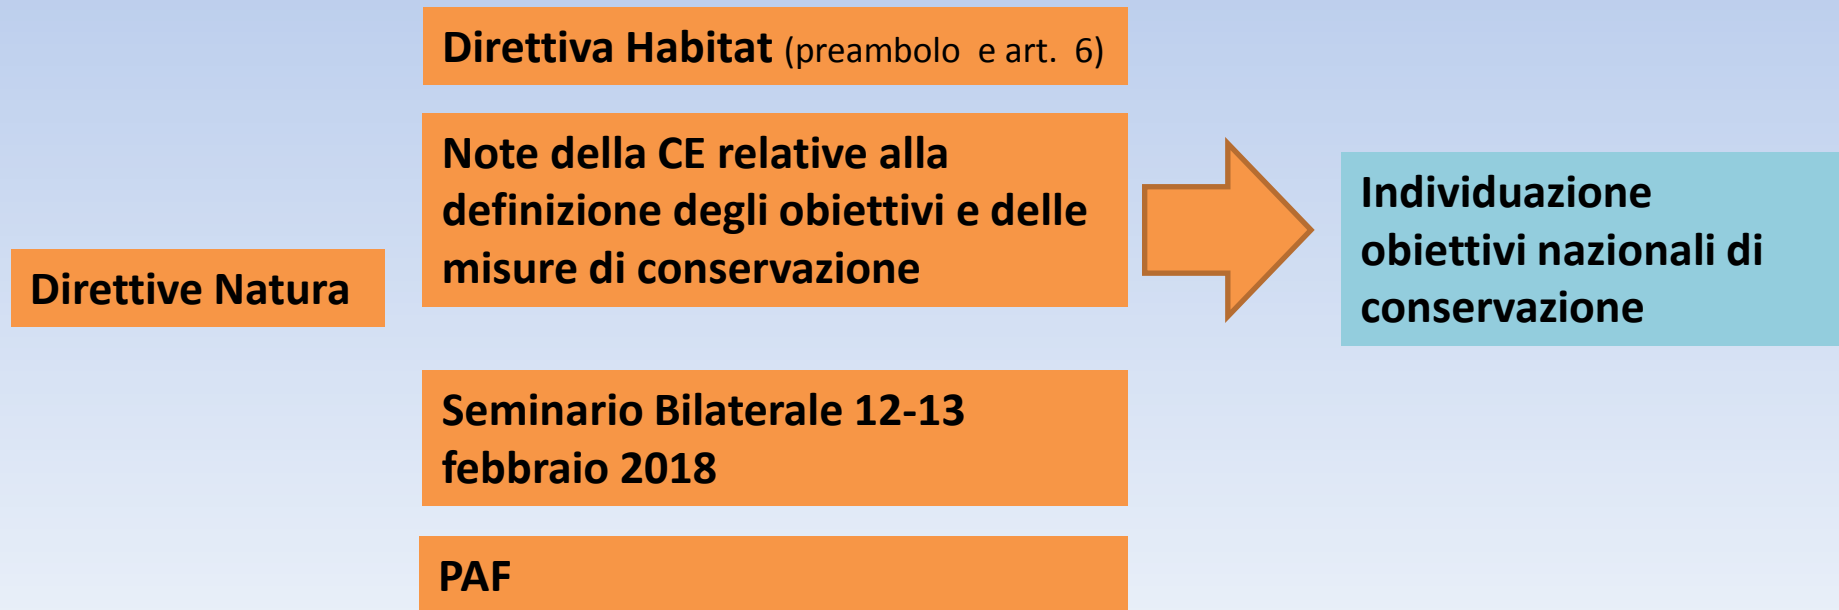 Direttiva Habitat (preambolo e art. 6)
Note della CE relative alla
definizione degli obiettivi e delle
misure di conservazione
Direttive Natura
Individuazione
obiettivi nazionali di
conservazione
Seminario Bilaterale 12-13
febbraio 2018
PAF